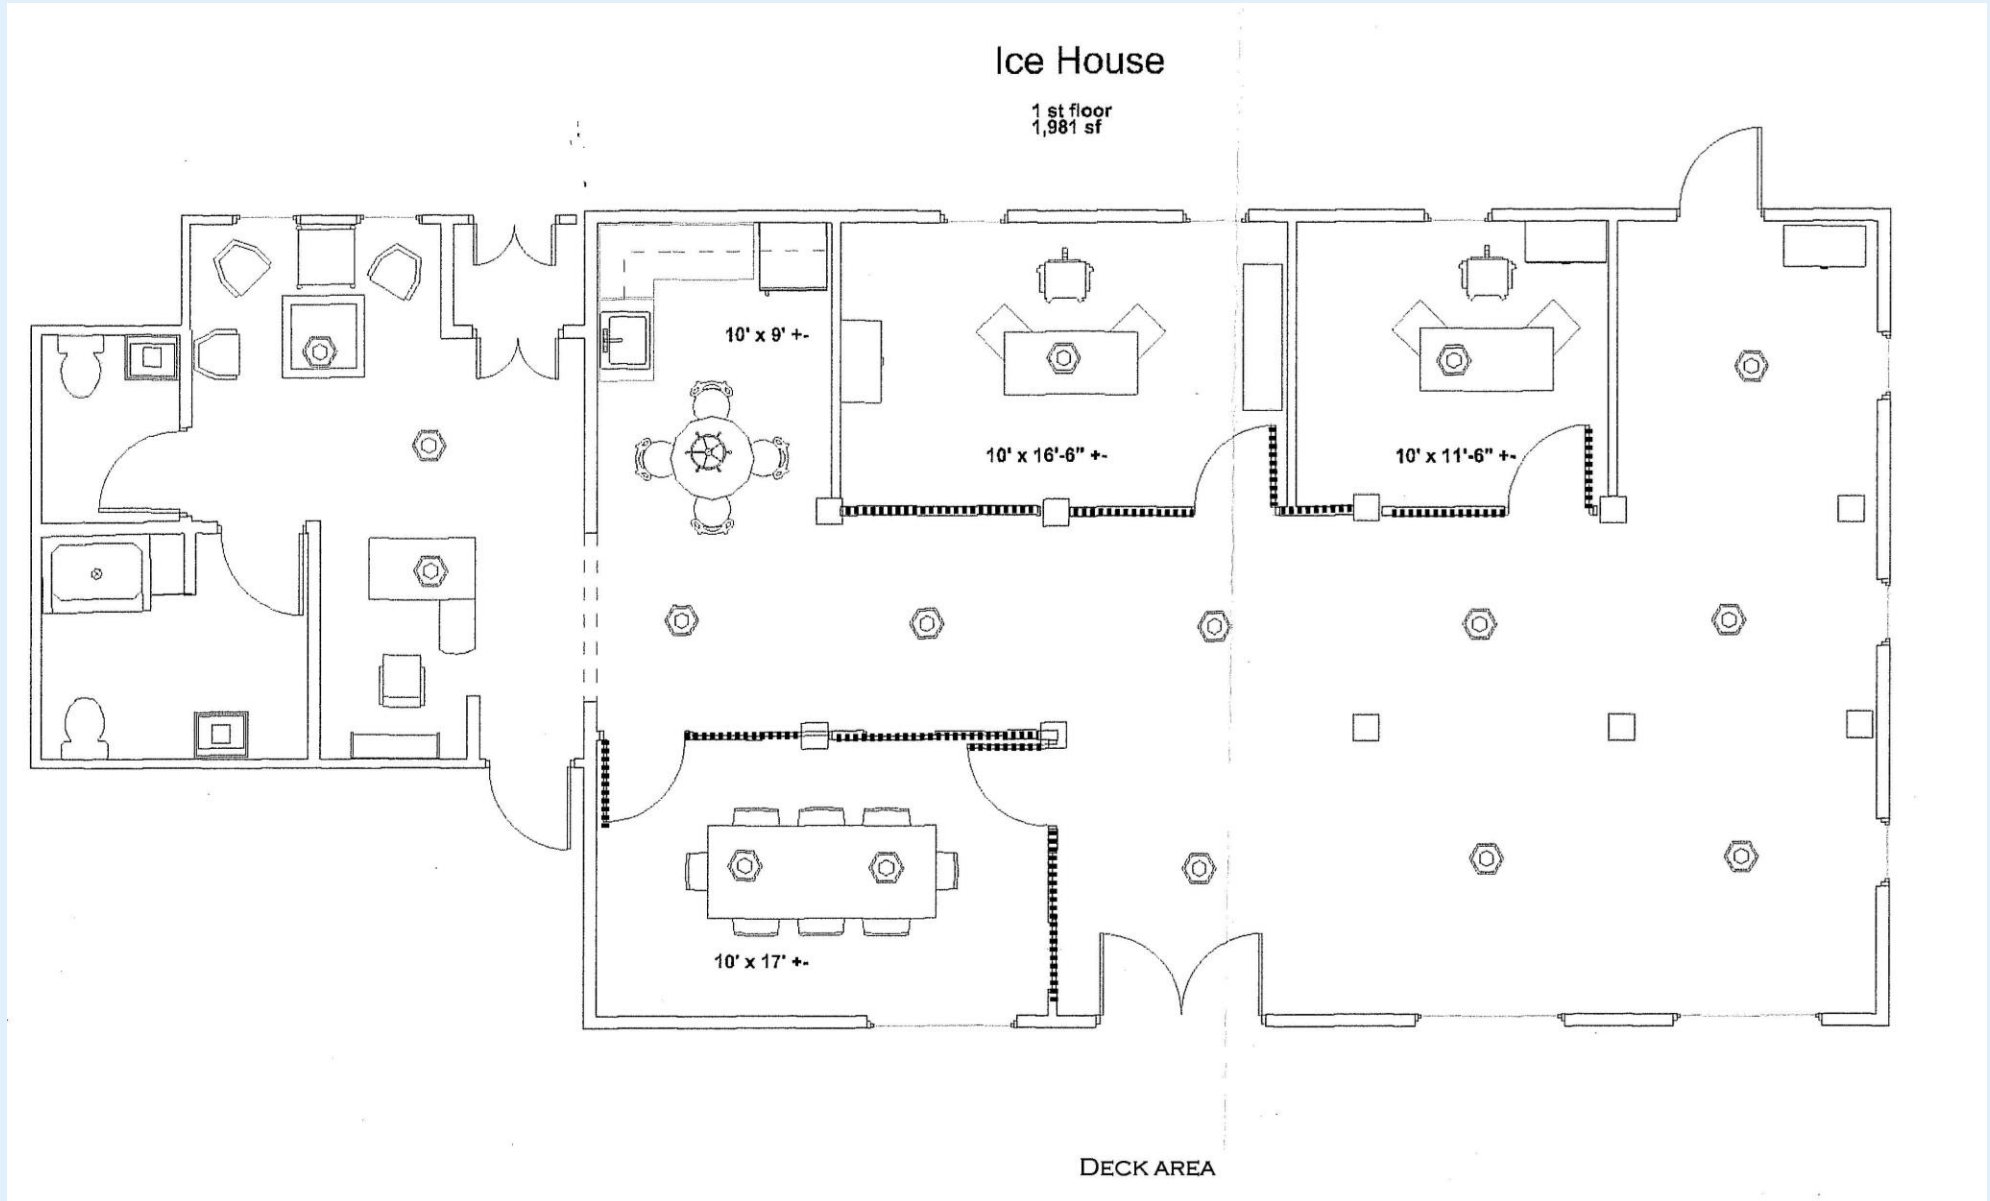 Ice House
1 st floor
1,981 sf
10' x 9' +-
10' x 16'-6" +-
10' x 11'-6" +-
10' x 17' +-
DECK AREA